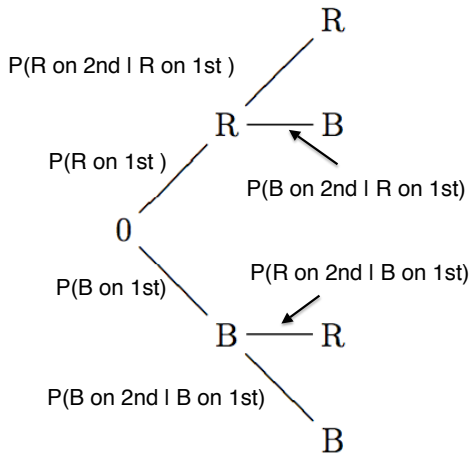 R
P(R on 2nd | R on 1st )
R B
P(R on 1st )
P(B on 2nd | R on 1st)
0
P(R on 2nd | B on 1st)
P(B on 1st)
B R
P(B on 2nd | B on 1st)
B